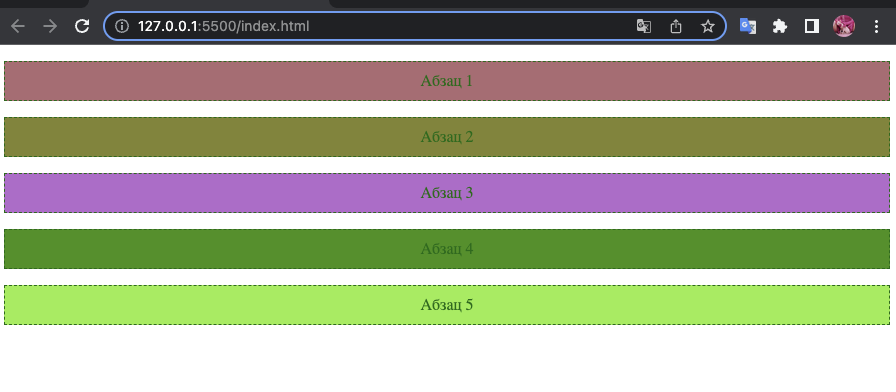 127.0.0.1:5500/index.html
Абзац 1
Абзац 2
Абзац 3
Абзац 4
Абзац 5